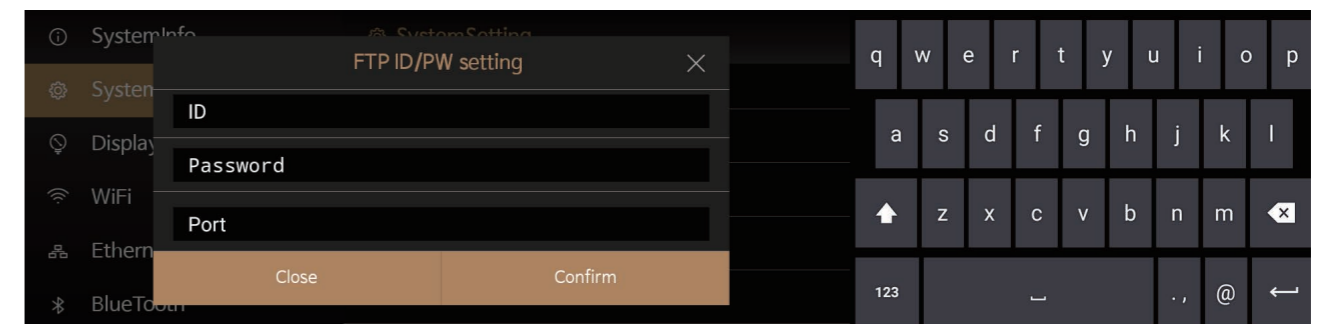 SystemInfo
SystemSetting
FTP ID/PW setting
System
ID
Display
Password
WiFi
Port
Ethern
Close
Confirm
BlueTooth
q w e r t y u i o p
a s d f g h j k l
z x c v b n m
123 . , @